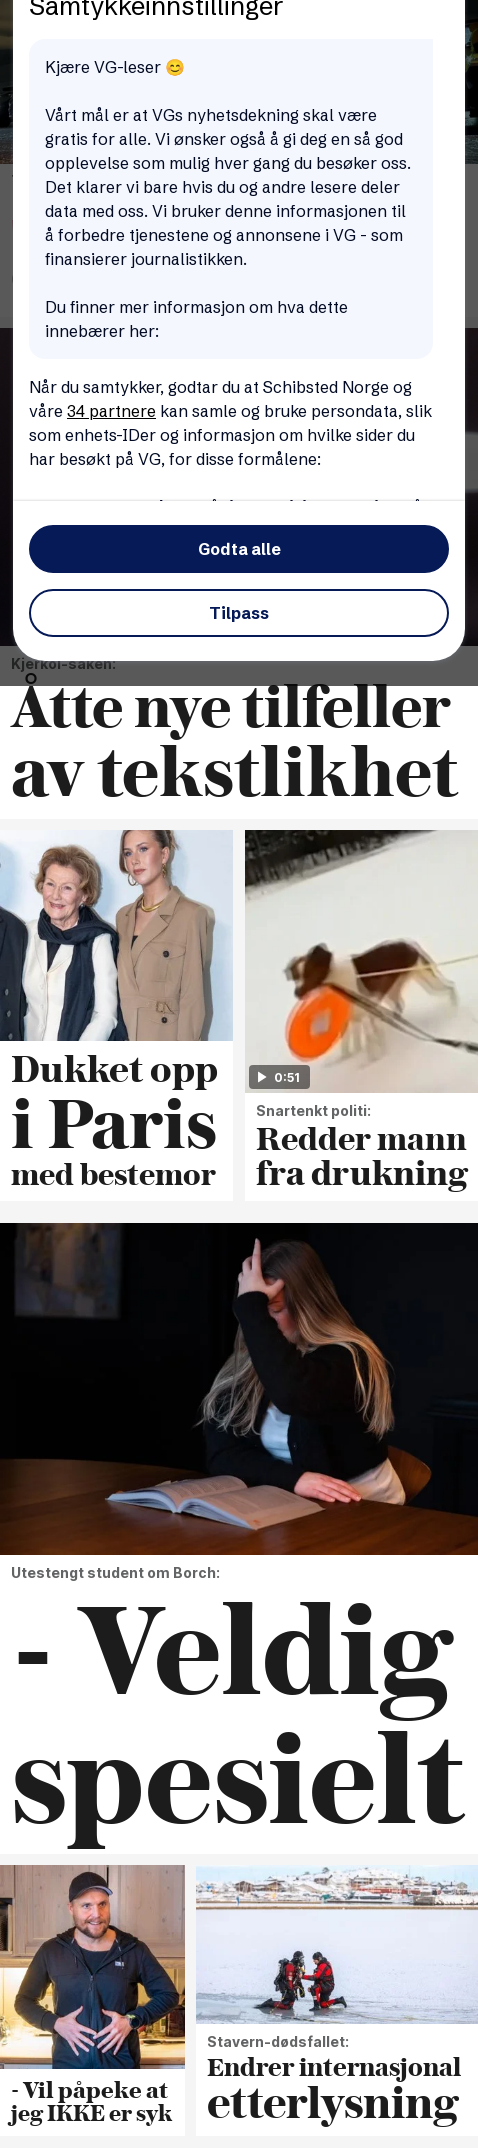 Samtykkeinnstillinger
Kjære VG-leser 😊
Vårt mål er at VGs nyhetsdekning skal være
gratis for alle. Vi ønsker også å gi deg en så god
opplevelse som mulig hver gang du besøker oss.
Det klarer vi bare hvis du og andre lesere deler
data med oss. Vi bruker denne informasjonen til
å forbedre tjenestene og annonsene i VG - som
finansierer journalistikken.
Du finner mer informasjon om hva dette
innebærer her:
Når du samtykker, godtar du at Schibsted Norge og
våre 34 partnere kan samle og bruke persondata, slik
som enhets-IDer og informasjon om hvilke sider du
har besøkt på VG, for disse formålene:
Godta alle
Tilpass
Kjerkol-saken:
Åtte nye tilfeller
av tekstlikhet
Dukket opp
i Paris
med bestemor
0:51
Snartenkt politi:
Redder mann
fra drukning
Utestengt student om Borch:
- Veldig
spesielt
- Vil påpeke at
jeg IKKE er syk
Stavern-dødsfallet:
Endrer internasjonal
etterlysning